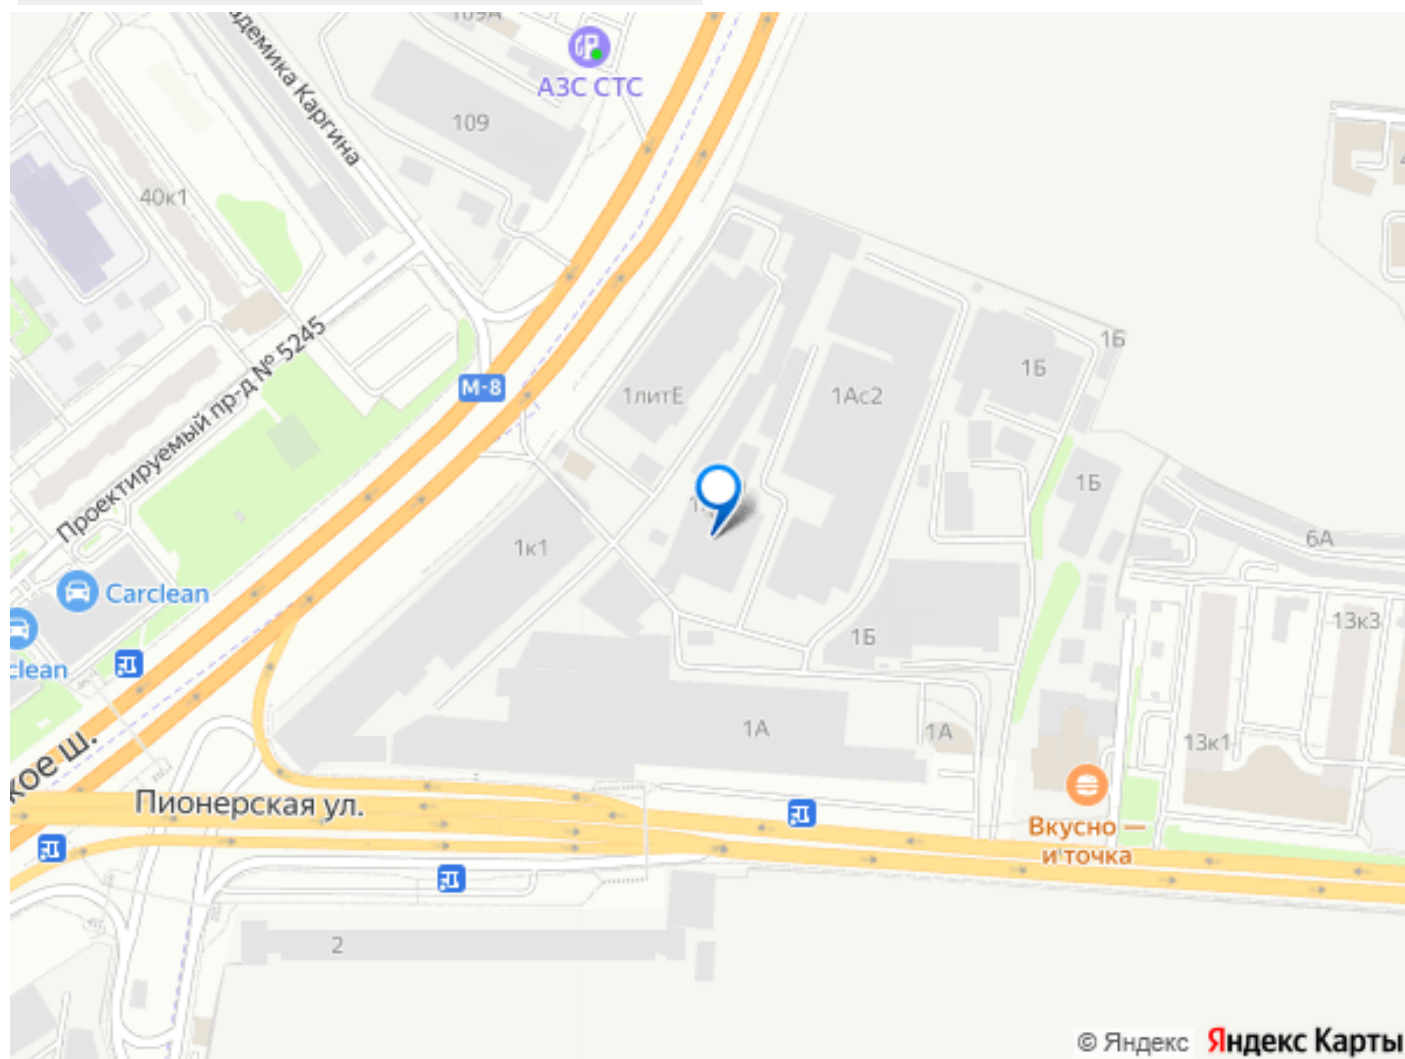 109А
АЗС СТС
адемика Каргина
109
40к1
Проектируемый пр-д № 5245
М-8
1литЕ
1Ас2
1Б
1Б
1Б
1к1
6А
Carclean
clean
13к3
1Б
1А
1А
13к1
кое ш.
Пионерская ул.
Вкусно —
и точка
2
© Яндекс Яндекс Карты